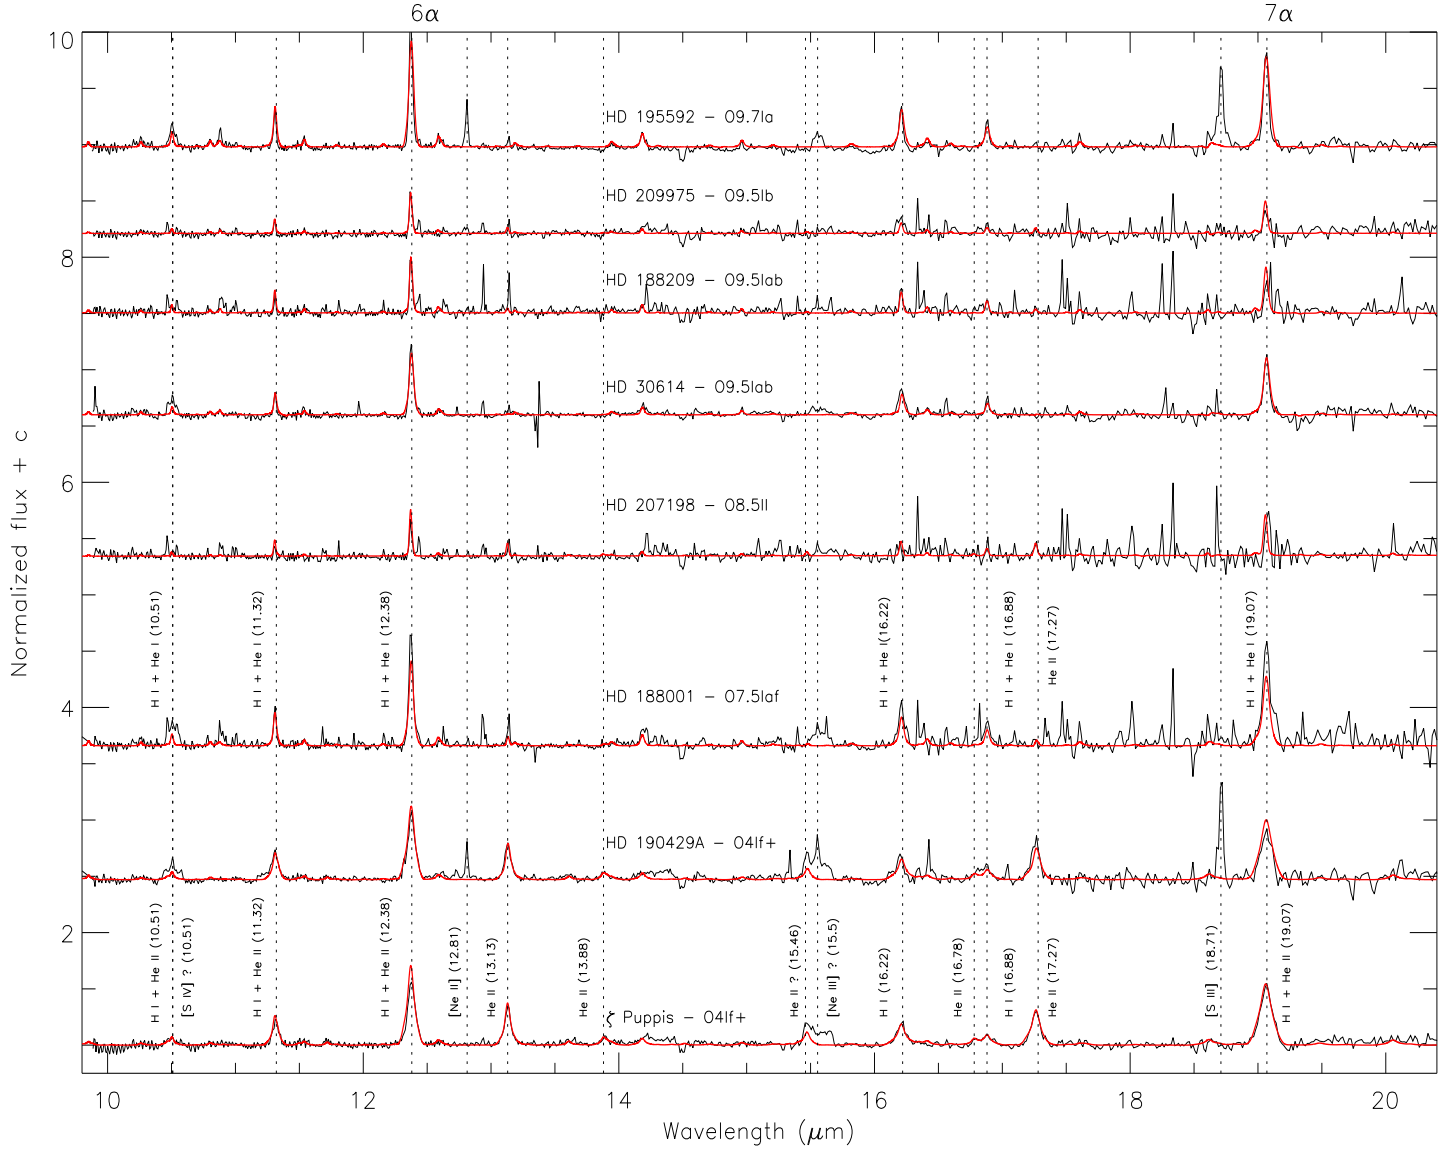 6α 7α
10
HD 195592 – O9.7Ia
HD 209975 – O9.5Ib
8
HD 188209 – O9.5Iab
HD 30614 – O9.5Iab
6
HD 207198 – O8.5II
H I + He I (10.51)
H I + He I (11.32)
H I + He I (12.38)
H I + He I(16.22)
H I + He I (16.88)
He II (17.27)
H I + He I (19.07)
HD 188001 – O7.5Iaf
4
HD 190429A – O4If+
2
H I + He II (10.51)
[S IV] ? (10.51)
H I + He II (11.32)
H I + He II (12.38)
[Ne II] (12.81)
He II (13.13)
He II (13.88)
He II ? (15.46)
[Ne III] ? (15.5)
H I (16.22)
He II (16.78)
H I (16.88)
He II (17.27)
[S III] (18.71)
H I + He II (19.07)
ζ Puppis – O4If+
10 12 14 16 18 20
Wavelength (μm)
Normalized flux + c